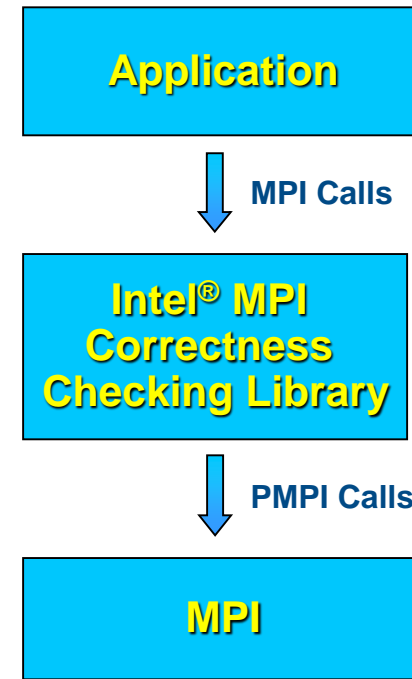 Application
MPI Calls
Intel® MPI
Correctness
Checking Library
PMPI Calls
MPI